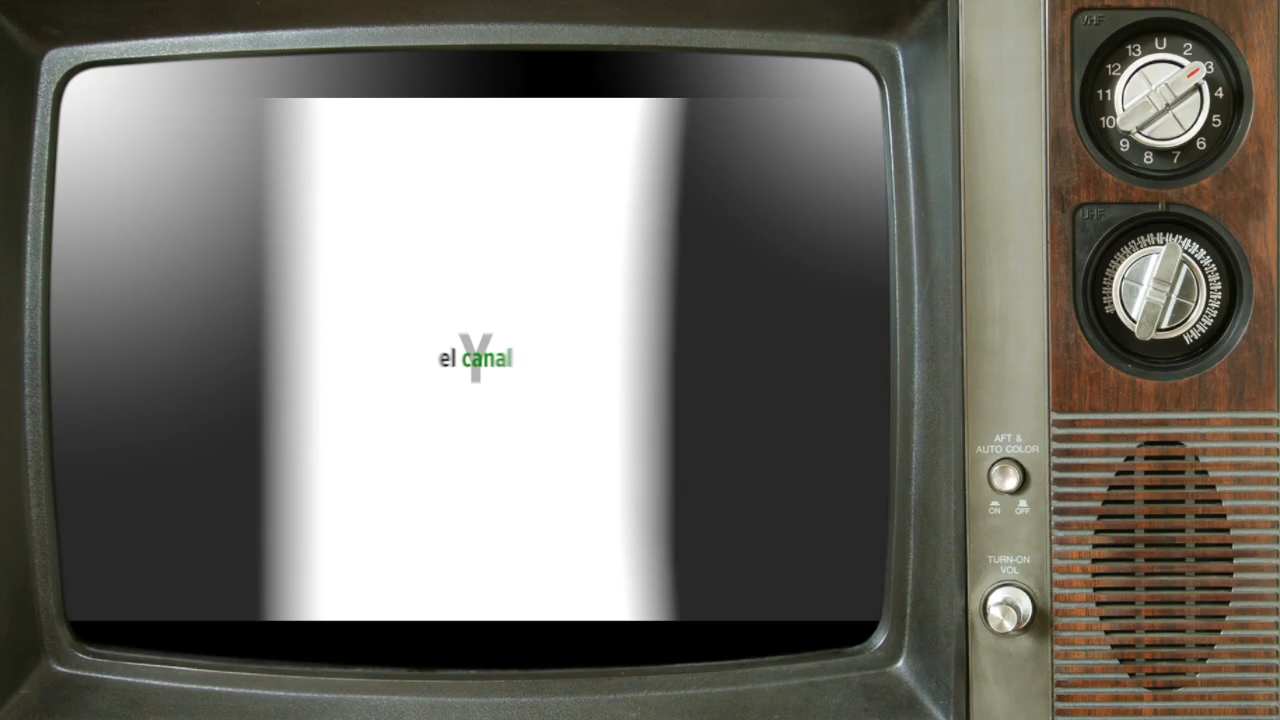 el canal
Y
VHF
U
2
3
4
5
6
7
8
9
10
11
12
13
UHF
AFT &
AUTO COLOR
ON OFF
TURN-ON
VOL